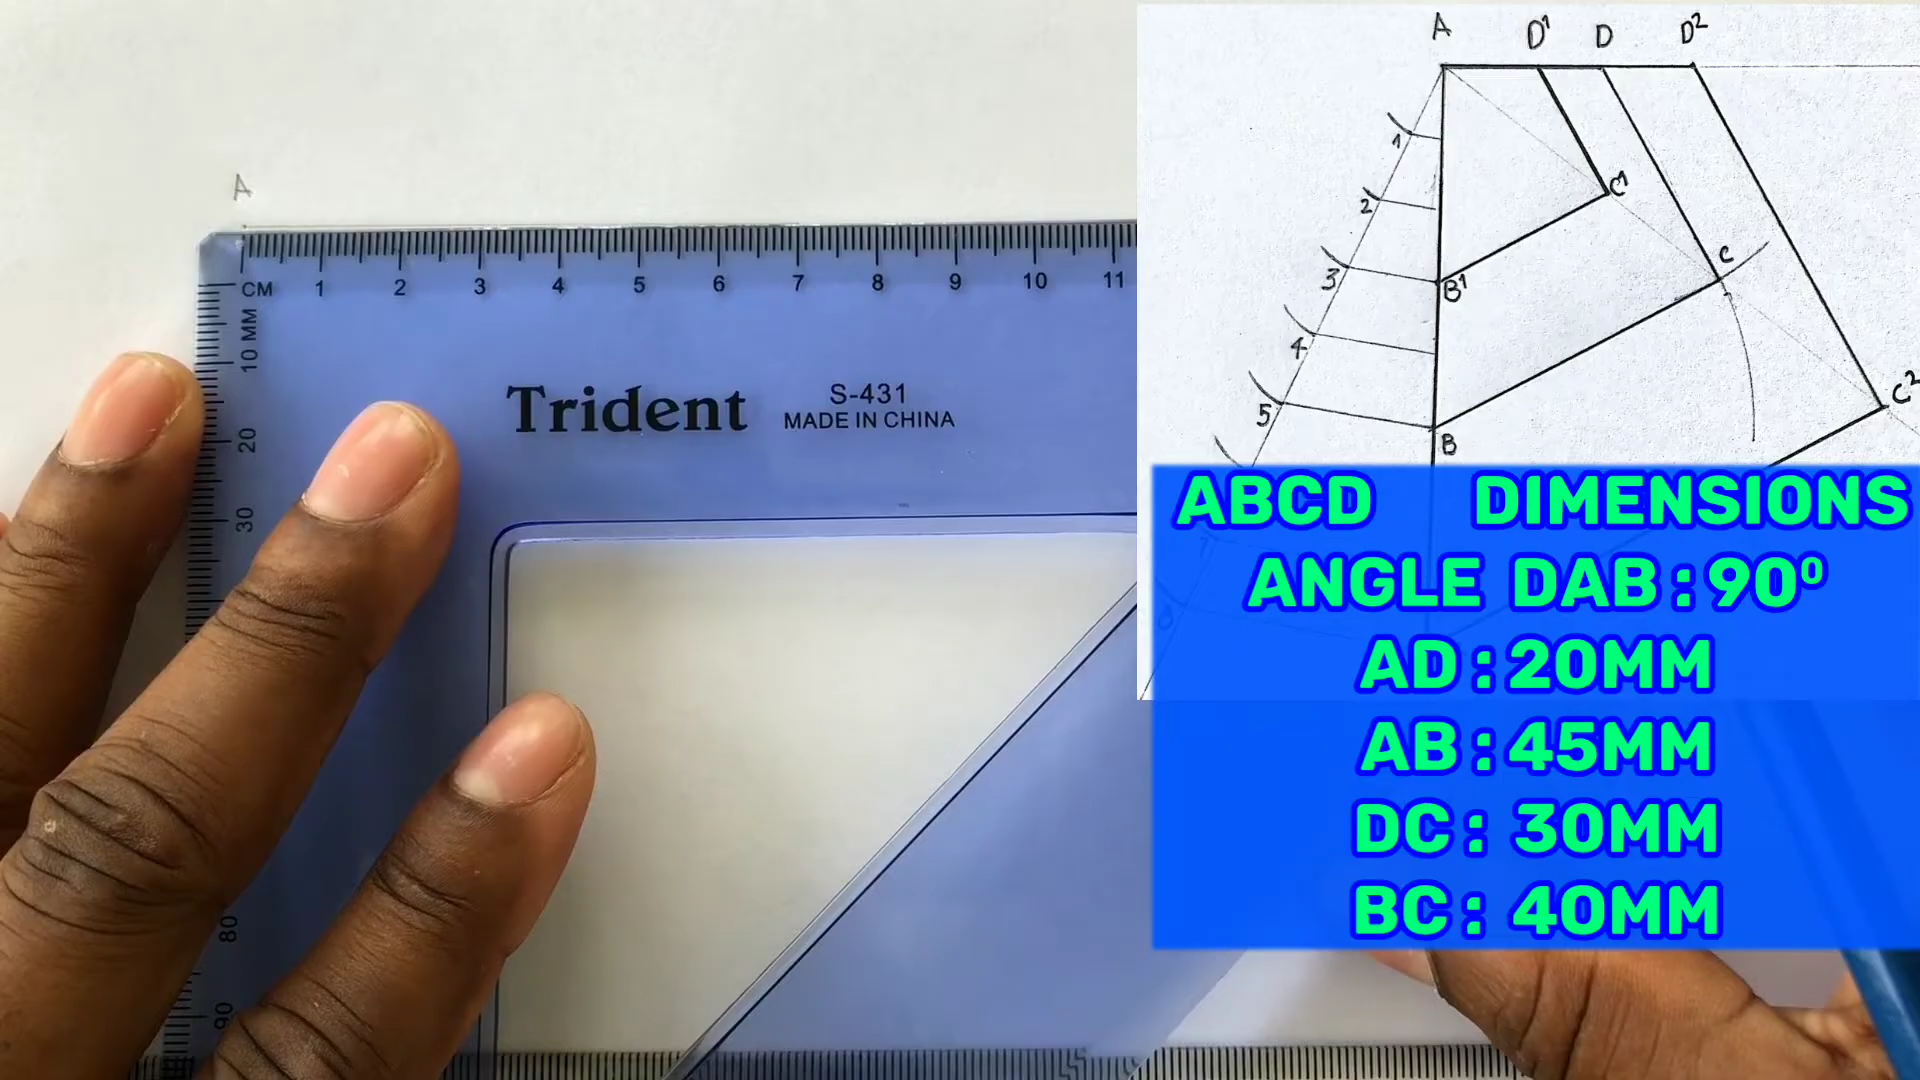 A
CM 1 2 3 4 5 6 7 8 9 10 11
10 MM
20
30
80
90
Trident
S-431
MADE IN CHINA
A D¹ D D²
1
2
3
4
5
C¹
B¹
C
B
C²
ABCD DIMENSIONS
ANGLE DAB : 90⁰
AD : 20MM
AB : 45MM
DC : 30MM
BC : 40MM